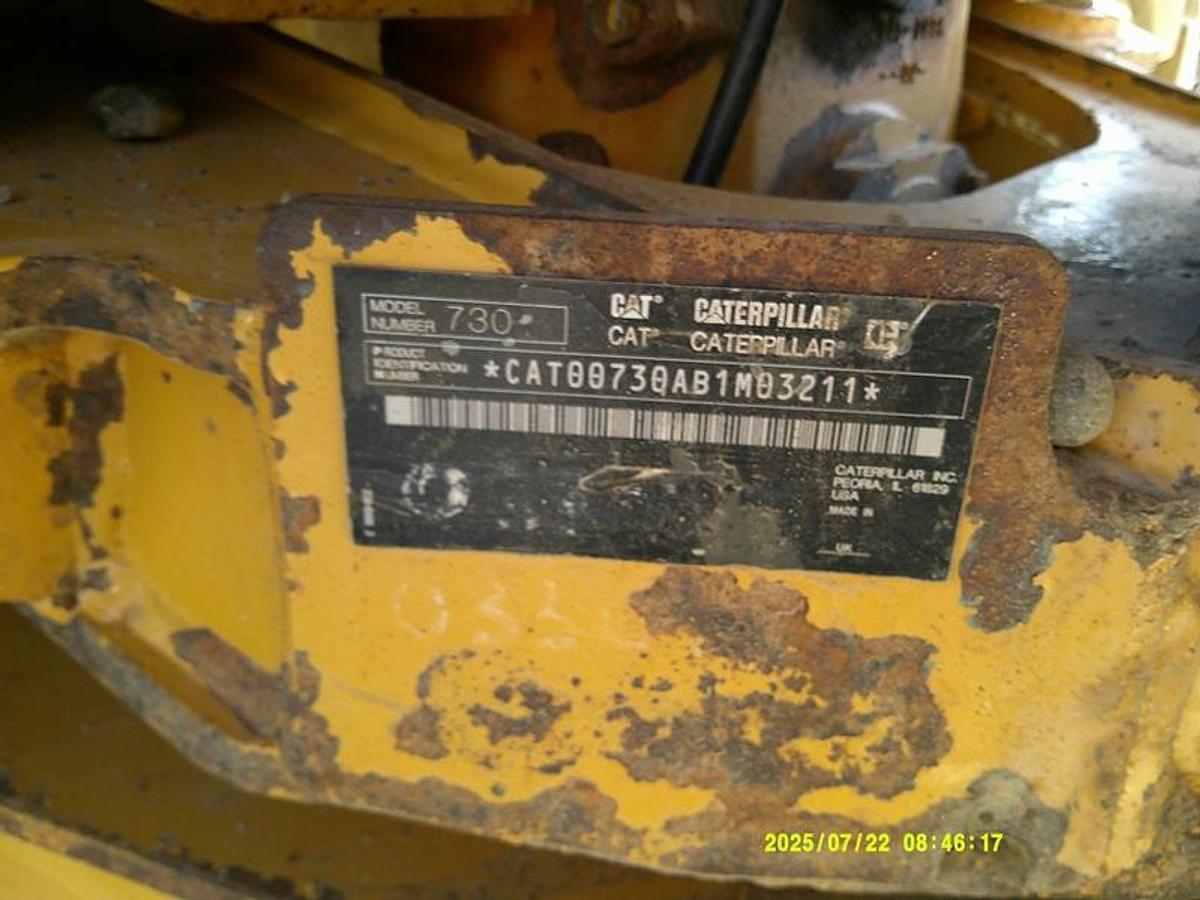 MODEL NUMBER 730
CAT® CATERPILLAR®
CAT® CATERPILLAR®
PRODUCT IDENTIFICATION NUMBER
*CAT00730AB1M03211*
CATERPILLAR INC.
PEORIA, IL 61629
USA
MADE IN
UK
2025/07/22 08:46:17